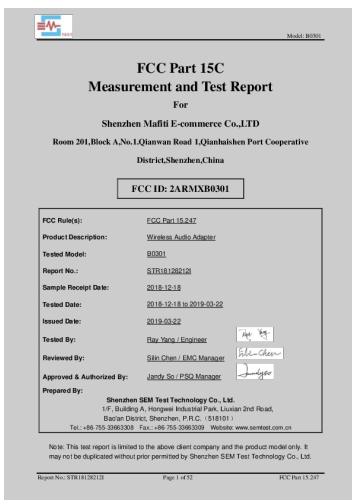 SEM
Model: B0301
FCC Part 15C
Measurement and Test Report
For
Shenzhen Mafiti E-commerce Co.,LTD
Room 201,Block A,No.1.Qianwan Road 1,Qianhaishen Port Cooperative
District,Shenzhen,China
FCC ID: 2ARMXB0301
FCC Rule(s): FCC Part 15.247
Product Description: Wireless Audio Adapter
Tested Model: B0301
Report No.: STR18128212I
Sample Receipt Date: 2018-12-18
Tested Date: 2018-12-18 to 2019-03-22
Issued Date: 2019-03-22
Tested By: Ray Yang / Engineer
Reviewed By: Silin Chen / EMC Manager Silin Chen
Approved & Authorized By: Jandy So / PSQ Manager Jandy so
Prepared By:
Shenzhen SEM Test Technology Co., Ltd.
1/F, Building A, Hongwei Industrial Park, Liuxian 2nd Road,
Bao'an District, Shenzhen, P.R.C. (518101)
Tel.: +86-755-33663308 Fax.: +86-755-33663309 Website: www.semtest.com.cn
Note: This test report is limited to the above client company and the product model only. It
may not be duplicated without prior permitted by Shenzhen SEM Test Technology Co., Ltd.
Report No.: STR18128212I Page 1 of 52 FCC Part 15.247